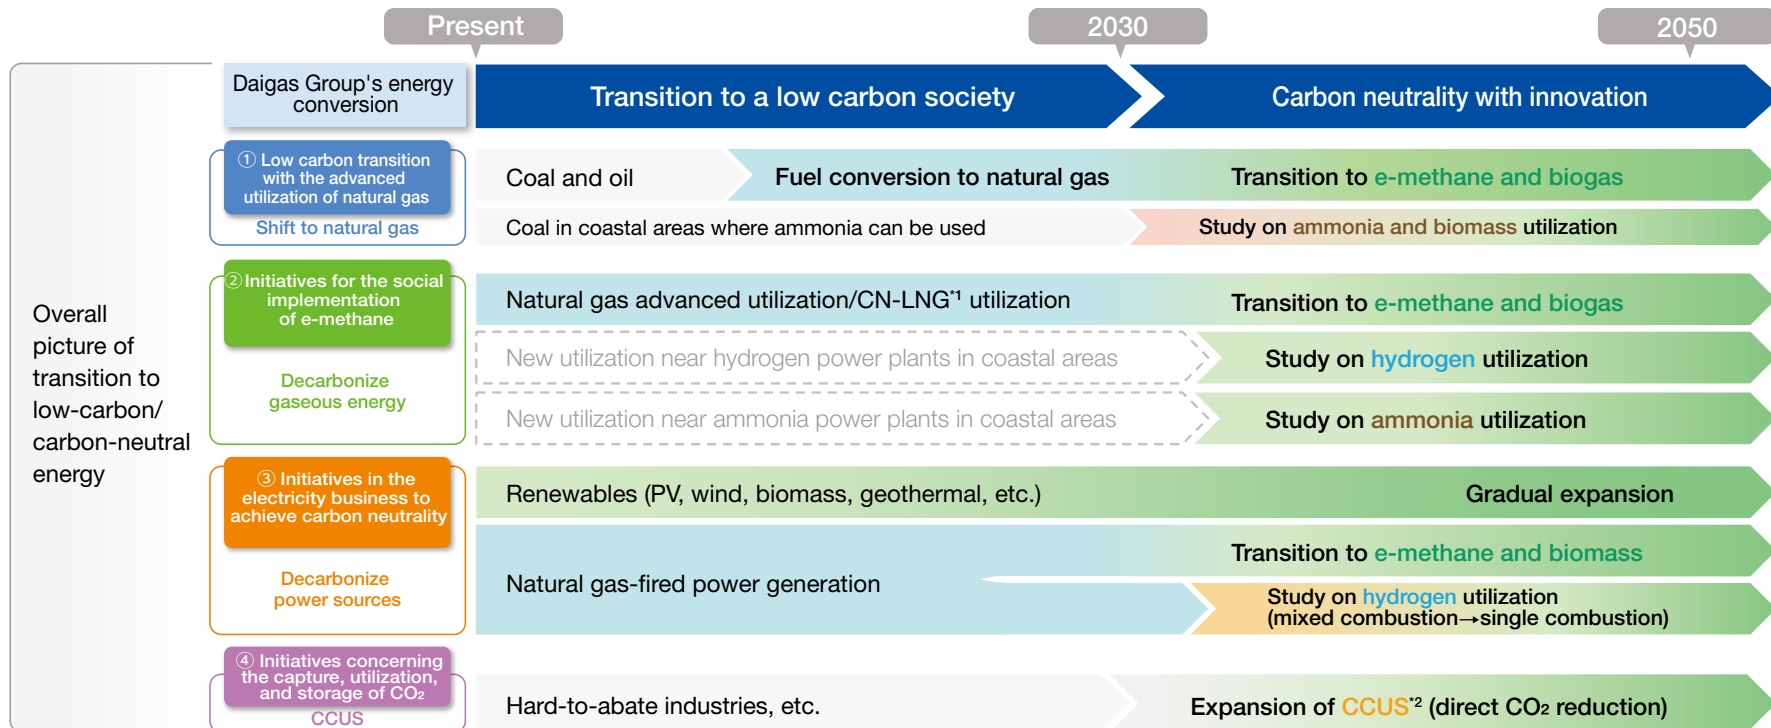 Present
2030
2050
Overall
picture of
transition to
low-carbon/
carbon-neutral
energy
Daigas Group's energy
conversion
Transition to a low carbon society
Carbon neutrality with innovation
① Low carbon transition
with the advanced
utilization of natural gas
Shift to natural gas
Coal and oil
Fuel conversion to natural gas
Transition to e-methane and biogas
Coal in coastal areas where ammonia can be used
Study on ammonia and biomass utilization
② Initiatives for the social
implementation
of e-methane
Decarbonize
gaseous energy
Natural gas advanced utilization/CN-LNG*1 utilization
Transition to e-methane and biogas
New utilization near hydrogen power plants in coastal areas
Study on hydrogen utilization
New utilization near ammonia power plants in coastal areas
Study on ammonia utilization
③ Initiatives in the
electricity business to
achieve carbon neutrality
Decarbonize
power sources
Renewables (PV, wind, biomass, geothermal, etc.)
Gradual expansion
Natural gas-fired power generation
Transition to e-methane and biomass
Study on hydrogen utilization
(mixed combustion→single combustion)
④ Initiatives concerning
the capture, utilization,
and storage of CO₂
CCUS
Hard-to-abate industries, etc.
Expansion of CCUS*2 (direct CO₂ reduction)